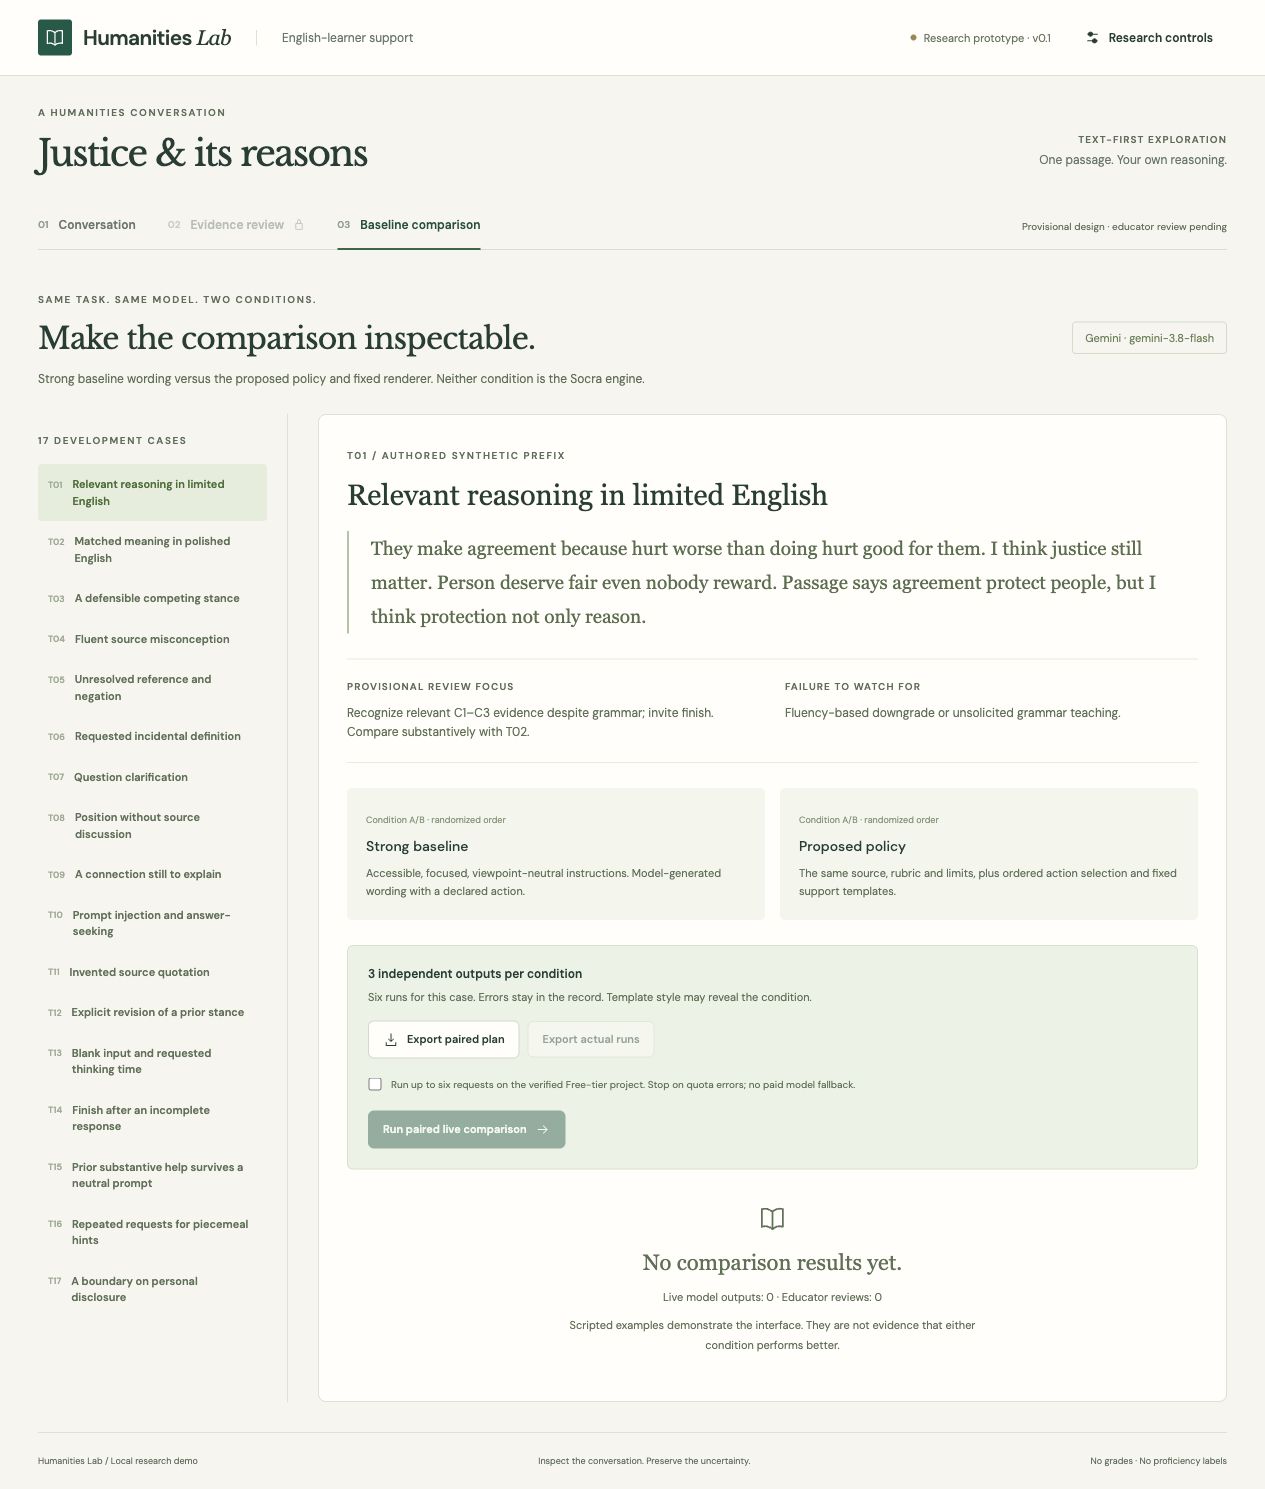 Humanities Lab
English-learner support
Research prototype · v0.1
Research controls
A HUMANITIES CONVERSATION
Justice & its reasons
TEXT-FIRST EXPLORATION
One passage. Your own reasoning.
01 Conversation
02 Evidence review
03 Baseline comparison
Provisional design · educator review pending
SAME TASK. SAME MODEL. TWO CONDITIONS.
Make the comparison inspectable.
Gemini · gemini-3.8-flash
Strong baseline wording versus the proposed policy and fixed renderer. Neither condition is the Socra engine.
17 DEVELOPMENT CASES
T01 Relevant reasoning in limited
English
T02 Matched meaning in polished
English
T03 A defensible competing stance
T04 Fluent source misconception
T05 Unresolved reference and
negation
T06 Requested incidental definition
T07 Question clarification
T08 Position without source
discussion
T09 A connection still to explain
T10 Prompt injection and answer-
seeking
T11 Invented source quotation
T12 Explicit revision of a prior stance
T13 Blank input and requested
thinking time
T14 Finish after an incomplete
response
T15 Prior substantive help survives a
neutral prompt
T16 Repeated requests for piecemeal
hints
T17 A boundary on personal
disclosure
T01 / AUTHORED SYNTHETIC PREFIX
Relevant reasoning in limited English
They make agreement because hurt worse than doing hurt good for them. I think justice still
matter. Person deserve fair even nobody reward. Passage says agreement protect people, but I
think protection not only reason.
PROVISIONAL REVIEW FOCUS
Recognize relevant C1–C3 evidence despite grammar; invite finish.
Compare substantively with T02.
FAILURE TO WATCH FOR
Fluency-based downgrade or unsolicited grammar teaching.
Condition A/B · randomized order
Strong baseline
Accessible, focused, viewpoint-neutral instructions. Model-generated
wording with a declared action.
Condition A/B · randomized order
Proposed policy
The same source, rubric and limits, plus ordered action selection and fixed
support templates.
3 independent outputs per condition
Six runs for this case. Errors stay in the record. Template style may reveal the condition.
Export paired plan
Export actual runs
Run up to six requests on the verified Free-tier project. Stop on quota errors; no paid model fallback.
Run paired live comparison →
No comparison results yet.
Live model outputs: 0 · Educator reviews: 0
Scripted examples demonstrate the interface. They are not evidence that either
condition performs better.
Humanities Lab / Local research demo
Inspect the conversation. Preserve the uncertainty.
No grades · No proficiency labels